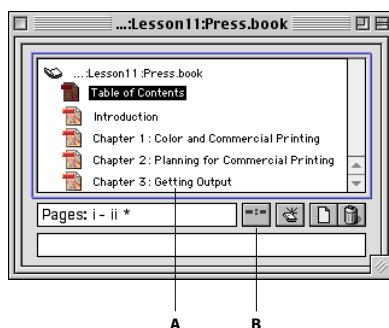 ...:Lesson11:Press.book
...:Lesson11:Press.book
Table of Contents
Introduction
Chapter 1: Color and Commercial Printing
Chapter 2: Planning for Commercial Printing
Chapter 3: Getting Output
Pages: i - ii *
A B